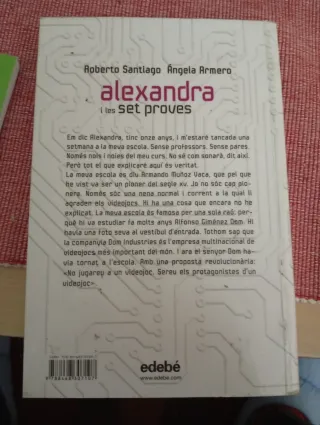 Roberto Santiago Ángela Armero
alexandra
i les set proves
Em dic Alexandra, tinc onze anys, i m'estaré tancada una
setmana a la meva escola. Sense professors. Sense pares.
Només nois i noies del meu curs. No sé com sonarà, dit així.
Però tot el que explicaré aquí és veritat.
La meva escola es diu Armando Muñoz Vaca, que pel que
he vist va ser un pioner del segle XIX. Jo no sóc cap pio-
nera. Només sóc una nena normal i corrent a la qual li
agraden els videojocs. Hi ha una cosa que encara no he
explicat. La meva escola és famosa per una sola raó: per-
què hi va estudiar fa molts anys Alfonso Giménez Dom. Hi
havia una foto seva al vestíbul d'entrada. Tothom sap que
la companyia Dom Industries és l'empresa multinacional de
videojocs més important del món. I ara el senyor Dom ha-
via tornat a l'escola. Amb una proposta revolucionària:
«No jugareu a un videojoc. Sereu els protagonistes d'un
videojoc»
edebé
www.edebe.com